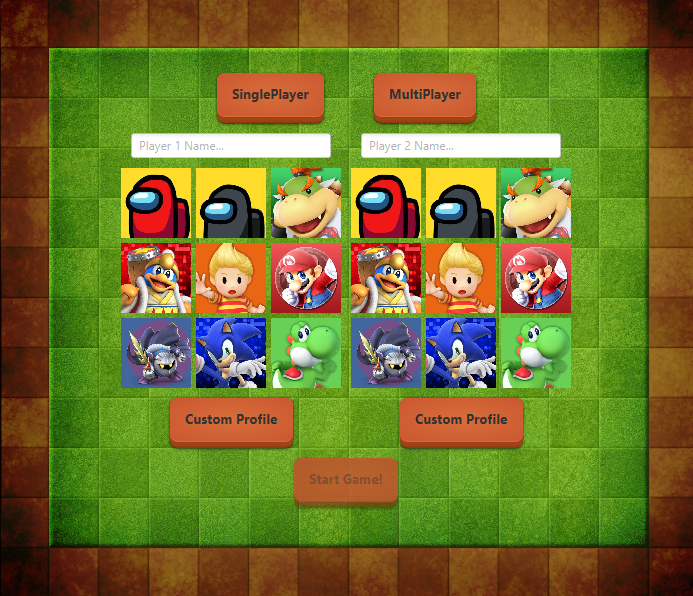 SinglePlayer
MultiPlayer
Player 1 Name...
Player 2 Name...
Custom Profile
Custom Profile
Start Game!